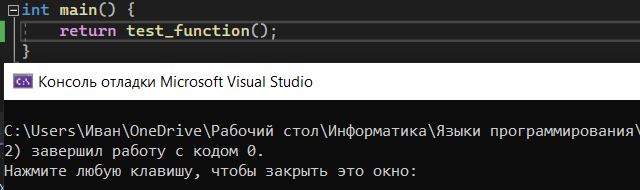 int main() {
return test_function();
}
Консоль отладки Microsoft Visual Studio
C:\Users\Иван\OneDrive\Рабочий стол\Информатика\Языки программирования\
2) завершил работу с кодом 0.
Нажмите любую клавишу, чтобы закрыть это окно: